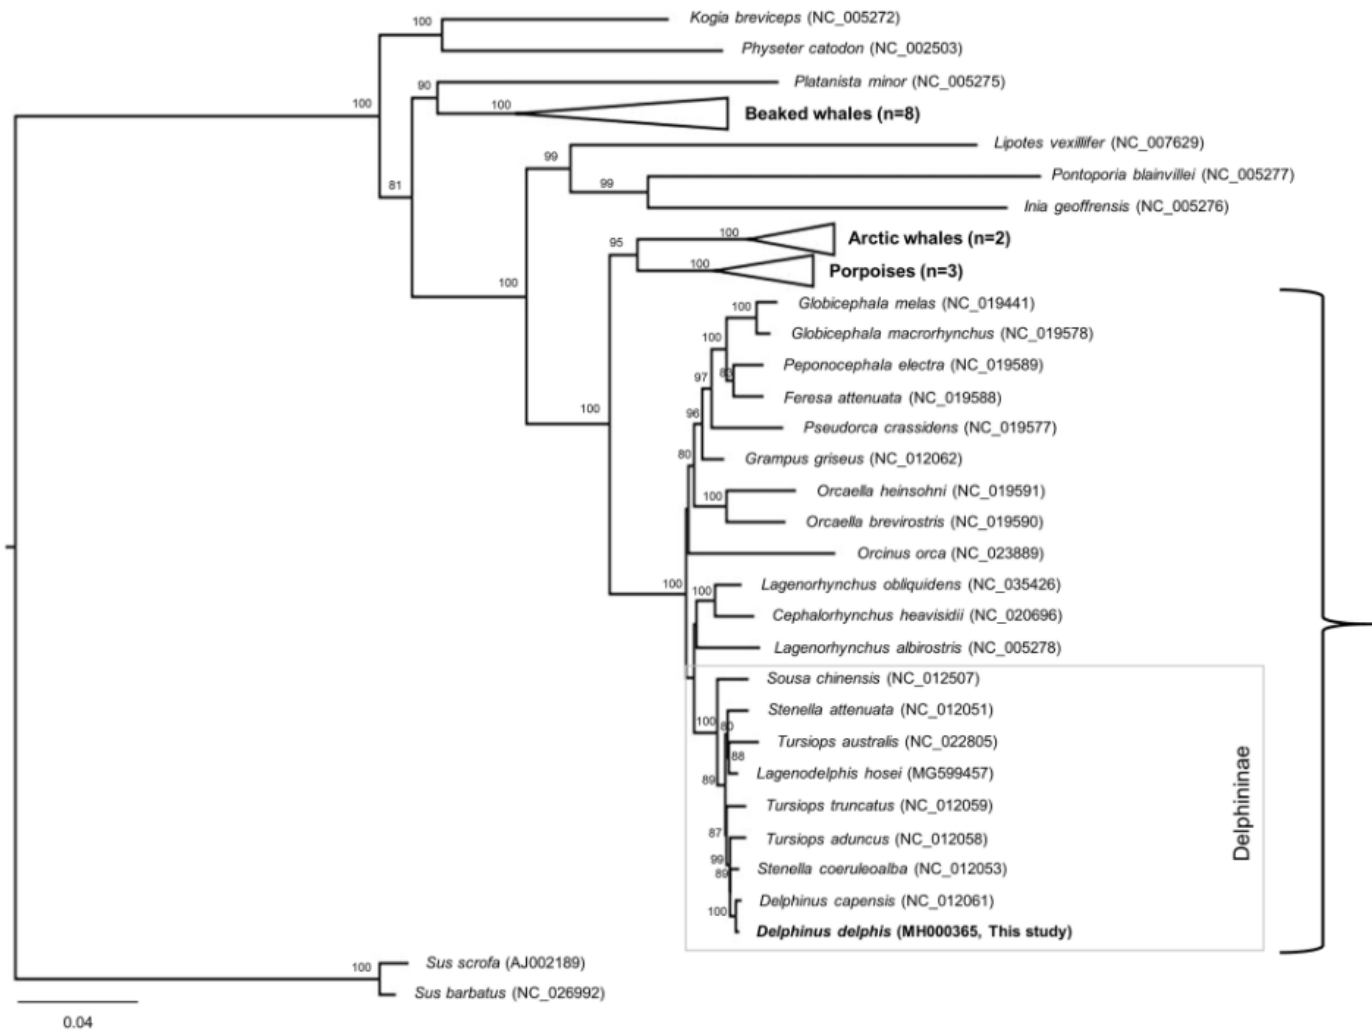 100
Kogia breviceps (NC_005272)
Physeter catodon (NC_002503)
100
90
Platanista minor (NC_005275)
100
Beaked whales (n=8)
81
99
Lipotes vexillifer (NC_007629)
99
Pontoporia blainvillei (NC_005277)
Inia geoffrensis (NC_005276)
100
95
100
Arctic whales (n=2)
100
Porpoises (n=3)
100
Globicephala melas (NC_019441)
Globicephala macrorhynchus (NC_019578)
100
Peponocephala electra (NC_019589)
97
Feresa attenuata (NC_019588)
100
96
Pseudorca crassidens (NC_019577)
80
Grampus griseus (NC_012062)
100
Orcaella heinsohni (NC_019591)
Orcaella brevirostris (NC_019590)
Orcinus orca (NC_023889)
100
100
Lagenorhynchus obliquidens (NC_035426)
Cephalorhynchus heavisidii (NC_020696)
Lagenorhynchus albirostris (NC_005278)
Sousa chinensis (NC_012507)
100
80
Stenella attenuata (NC_012051)
Tursiops australis (NC_022805)
88
89
Lagenodelphis hosei (MG599457)
Tursiops truncatus (NC_012059)
87
Tursiops aduncus (NC_012058)
99
89
Stenella coeruleoalba (NC_012053)
100
Delphinus capensis (NC_012061)
Delphinus delphis (MH000365, This study)
Delphininae
100
Sus scrofa (AJ002189)
Sus barbatus (NC_026992)
0.04